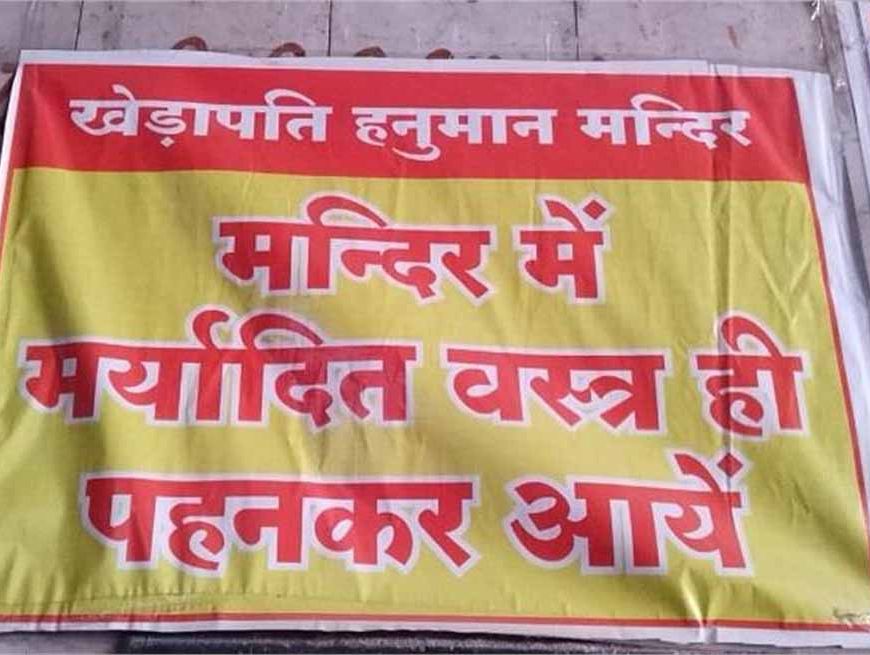 खेड़ापति हनुमान मन्दिर
मन्दिर में
मर्यादित वस्त्र ही
पहनकर आयें